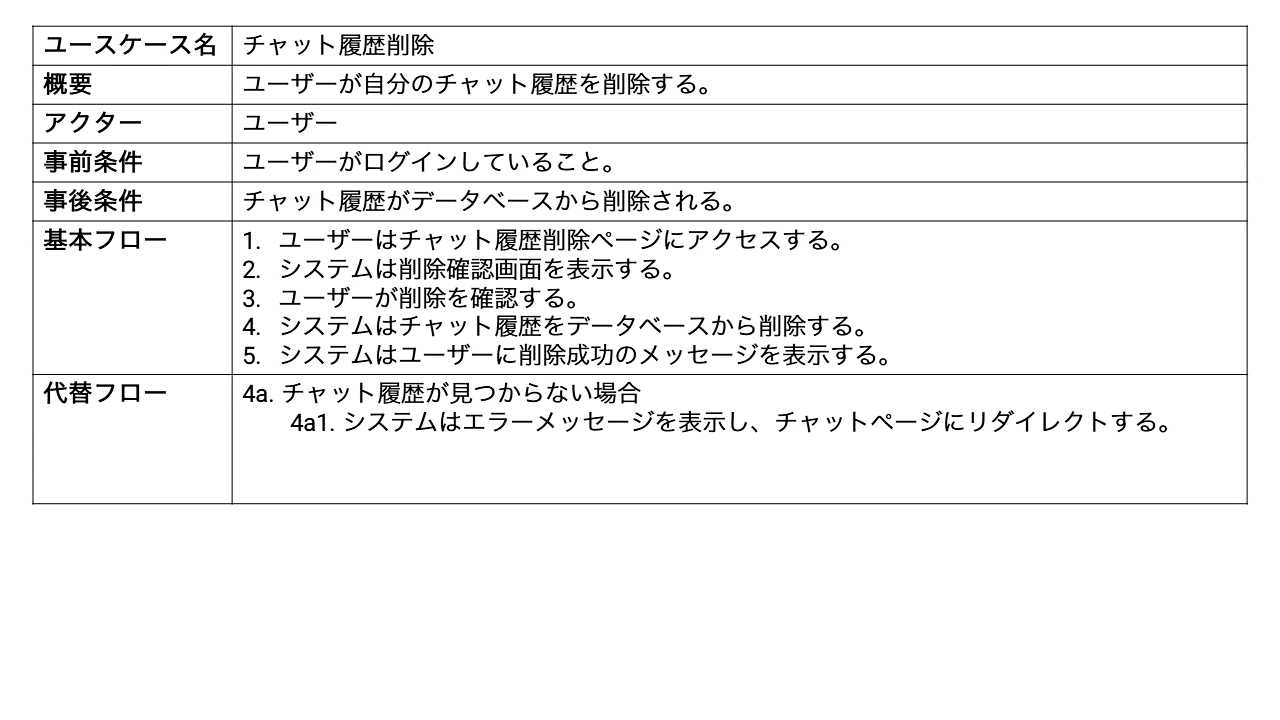 ユースケース名 チャット履歴削除
概要 ユーザーが自分のチャット履歴を削除する。
アクター ユーザー
事前条件 ユーザーがログインしていること。
事後条件 チャット履歴がデータベースから削除される。
基本フロー 1. ユーザーはチャット履歴削除ページにアクセスする。
2. システムは削除確認画面を表示する。
3. ユーザーが削除を確認する。
4. システムはチャット履歴をデータベースから削除する。
5. システムはユーザーに削除成功のメッセージを表示する。
代替フロー 4a. チャット履歴が見つからない場合
4a1. システムはエラーメッセージを表示し、チャットページにリダイレクトする。